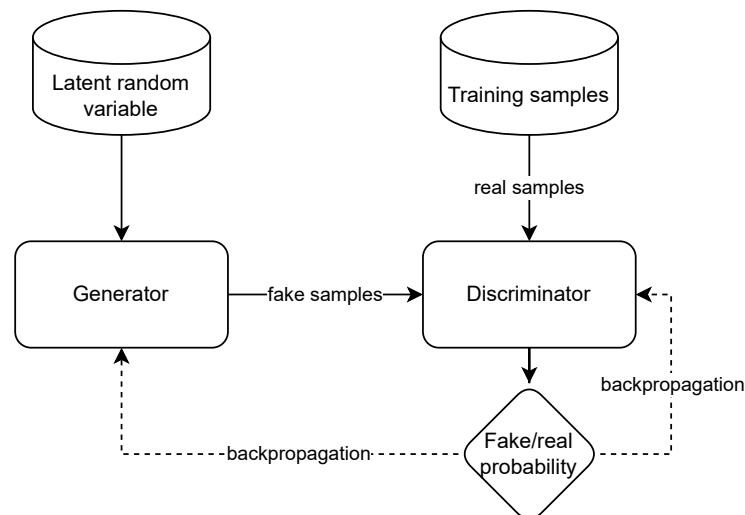 Latent random
variable
Training samples
real samples
Generator
fake samples
Discriminator
backpropagation
backpropagation
Fake/real
probability